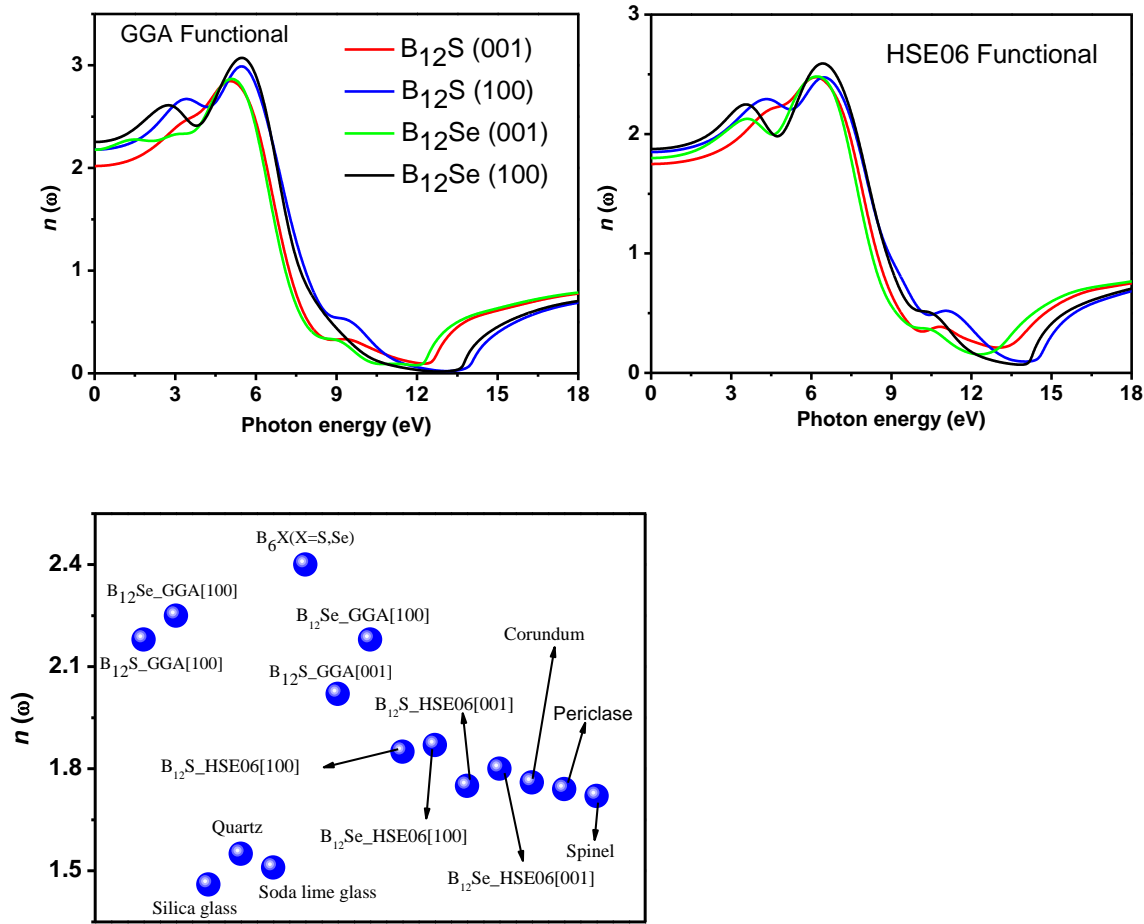 GGA Functional
B12S (001)
B12S (100)
B12Se (001)
B12Se (100)
n (ω)
3
2
1
0
0 3 6 9 12 15 18
Photon energy (eV)
HSE06 Functional
n (ω)
3
2
1
0
0 3 6 9 12 15 18
Photon energy (eV)
n (ω)
2.4
2.1
1.8
1.5
B6X(X=S,Se)
B12Se_GGA[100]
B12S_GGA[100]
B12Se_GGA[100]
B12S_GGA[001]
Corundum
B12S_HSE06[001]
Periclase
B12S_HSE06[100]
B12Se_HSE06[100]
B12Se_HSE06[001]
Spinel
Quartz
Soda lime glass
Silica glass